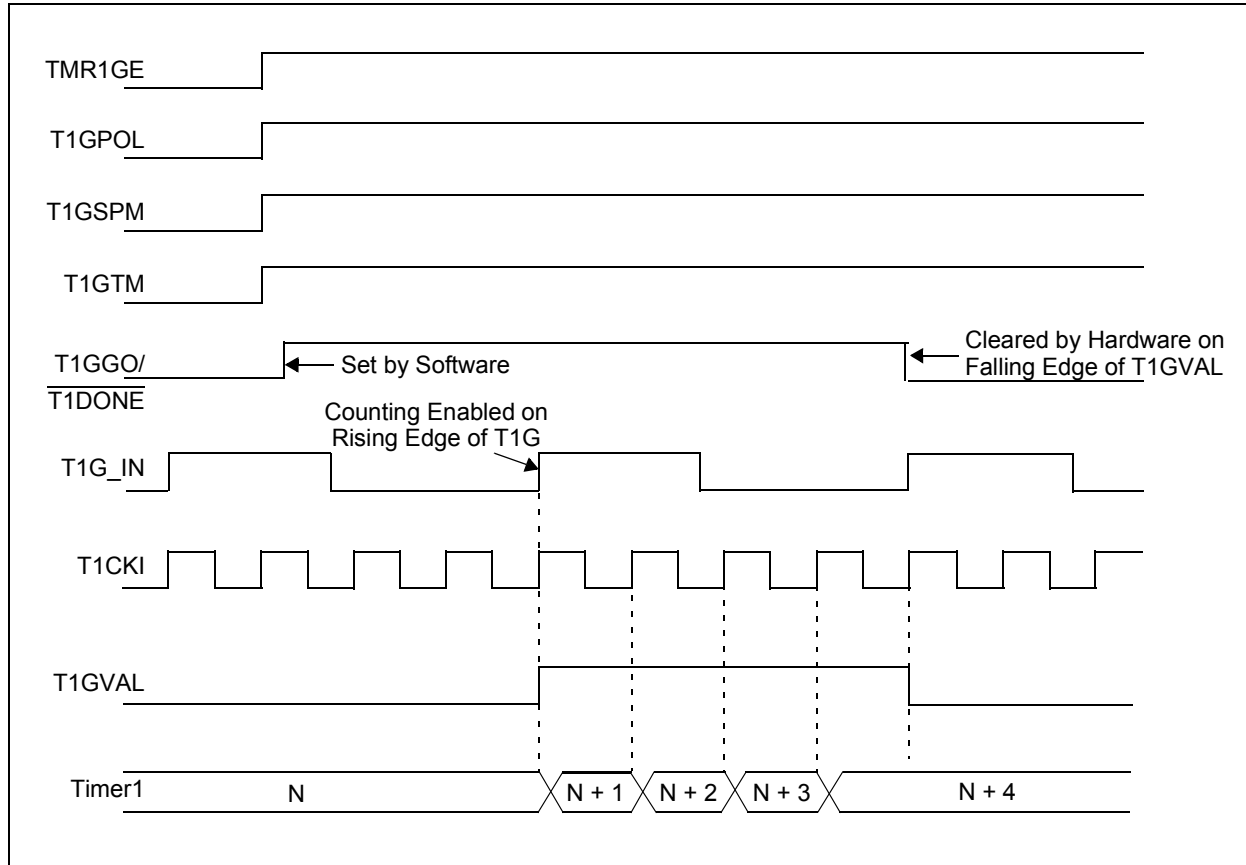 TMR1GE
T1GPOL
T1GSPM
T1GTM
T1GGO/
T1DONE
Set by Software
Cleared by Hardware on
Falling Edge of T1GVAL
Counting Enabled on
Rising Edge of T1G
T1G_IN
T1CKI
T1GVAL
Timer1
N
N + 1
N + 2
N + 3
N + 4